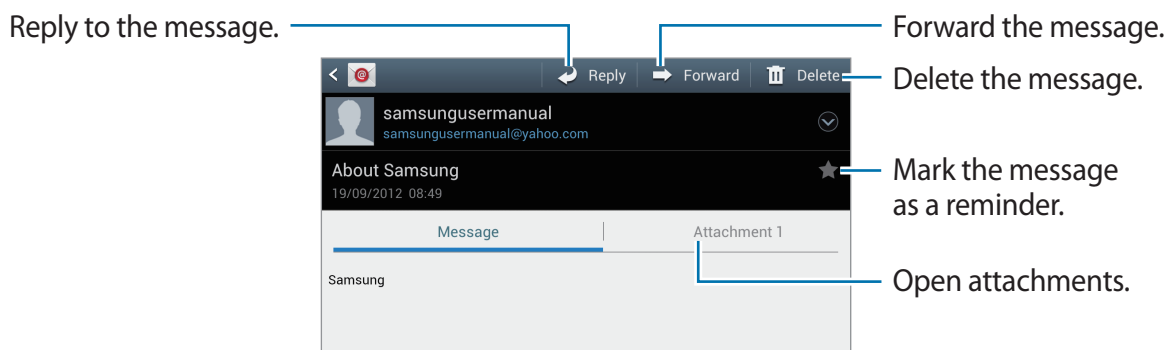 Reply to the message.
Forward the message.
Reply
Forward
Delete
Delete the message.
samsungusermanual
samsungusermanual@yahoo.com
About Samsung
19/09/2012 08:49
Mark the message
as a reminder.
Message
Attachment 1
Samsung
Open attachments.